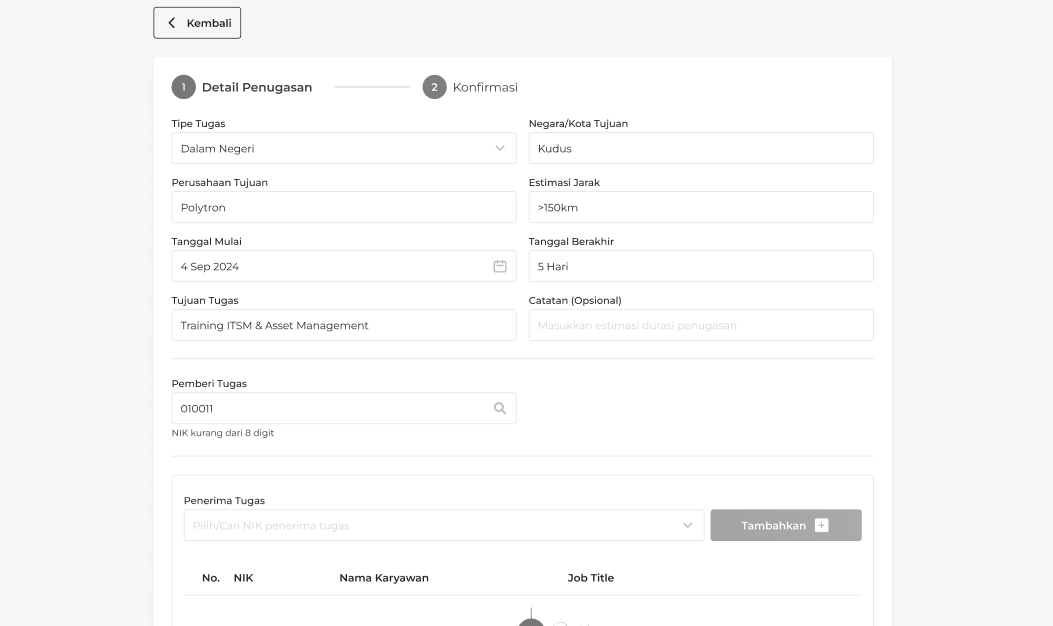 Kembali
1 Detail Penugasan 2 Konfirmasi
Tipe Tugas
Dalam Negeri
Negara/Kota Tujuan
Kudus
Perusahaan Tujuan
Polytron
Estimasi Jarak
>150km
Tanggal Mulai
4 Sep 2024
Tanggal Berakhir
5 Hari
Tujuan Tugas
Training ITSM & Asset Management
Catatan (Opsional)
Masukkan estimasi durasi penugasan
Pemberi Tugas
010011
NIK kurang dari 8 digit
Penerima Tugas
Pilih/Cari NIK penerima tugas
Tambahkan
No. NIK Nama Karyawan Job Title